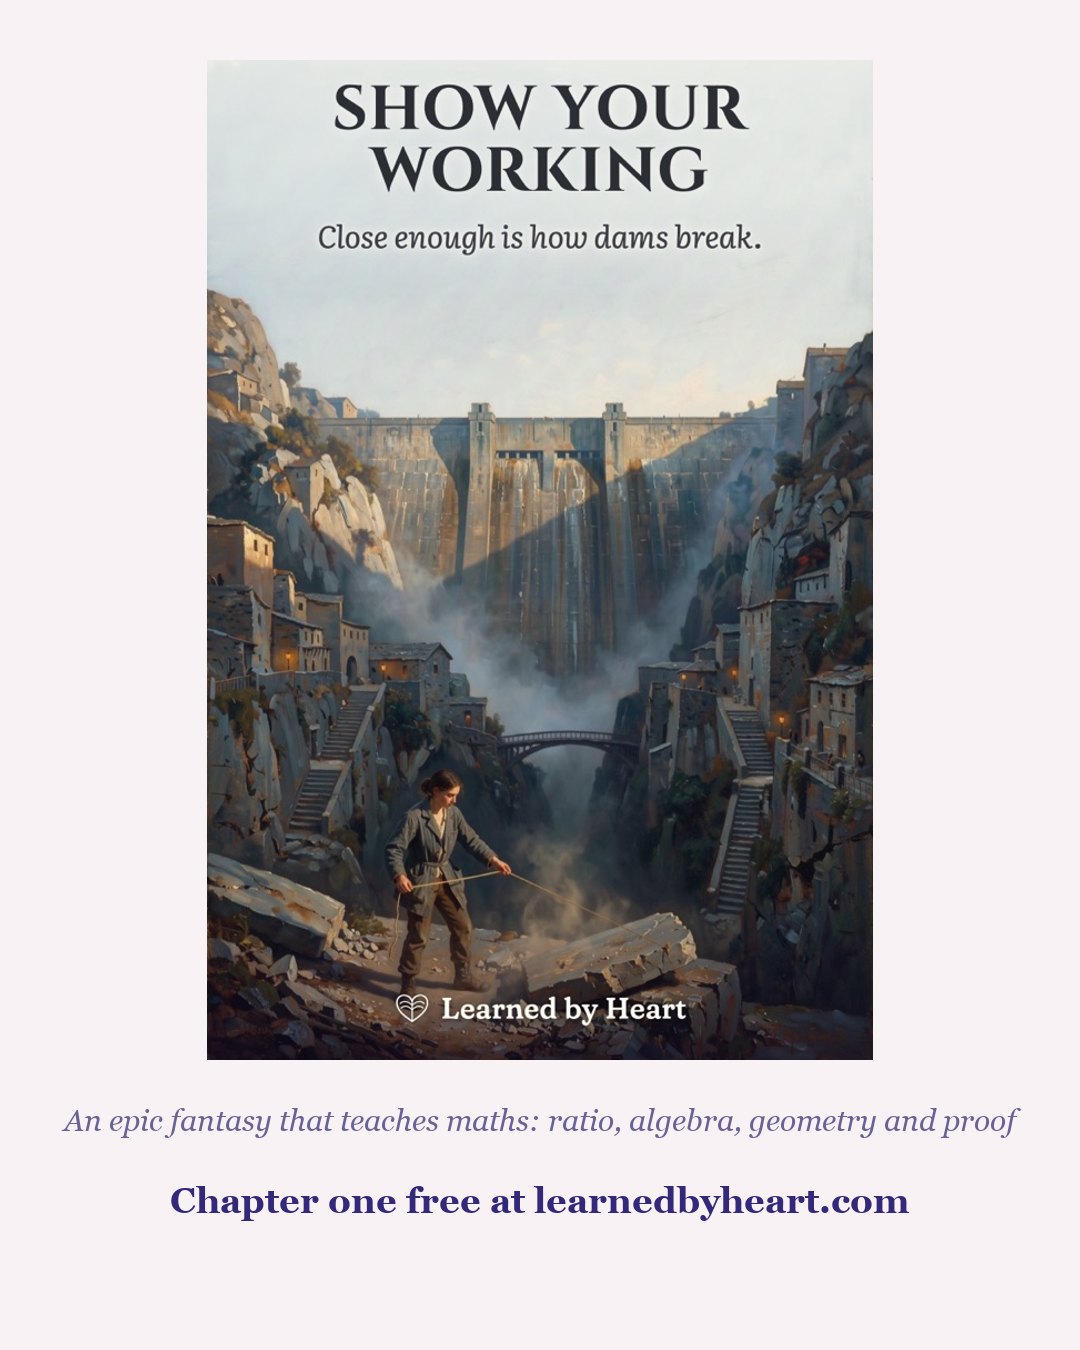 SHOW YOUR
WORKING
Close enough is how dams break.
Learned by Heart
An epic fantasy that teaches maths: ratio, algebra, geometry and proof
Chapter one free at learnedbyheart.com